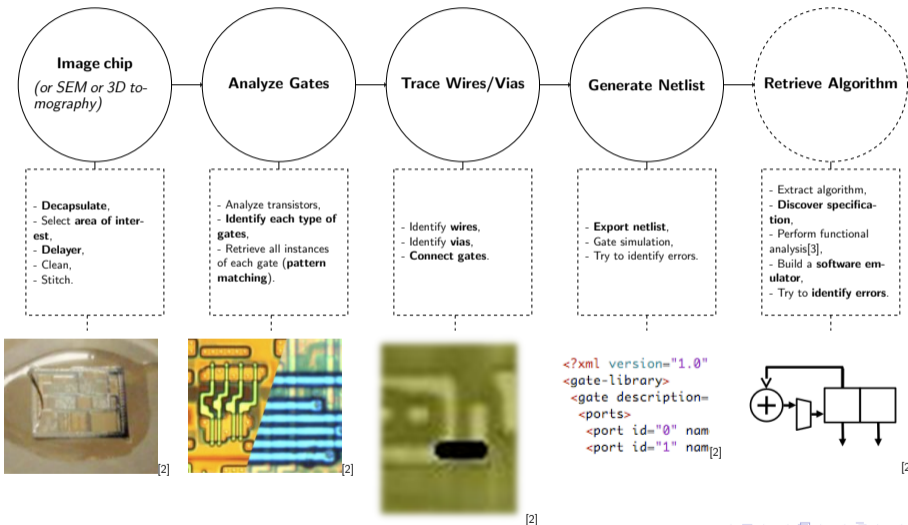 Image chip
(or SEM or 3D to-
mography)
Analyze Gates
Trace Wires/Vias
Generate Netlist
Retrieve Algorithm
- Decapsulate,
- Select area of inter-
est,
- Delayer,
- Clean,
- Stitch.
- Analyze transistors,
- Identify each type of
gates,
- Retrieve all instances
of each gate (pattern
matching).
- Identify wires,
- Identify vias,
- Connect gates.
- Export netlist,
- Gate simulation,
- Try to identify errors.
- Extract algorithm,
- Discover specifica-
tion,
- Perform functional
analysis[3],
- Build a software em-
ulator,
- Try to identify errors.
[2]
[2]
[2]
<?xml version="1.0"
<gate-library>
<gate description=
<ports>
<port id="0" nam
<port id="1" nam
[2]
[2